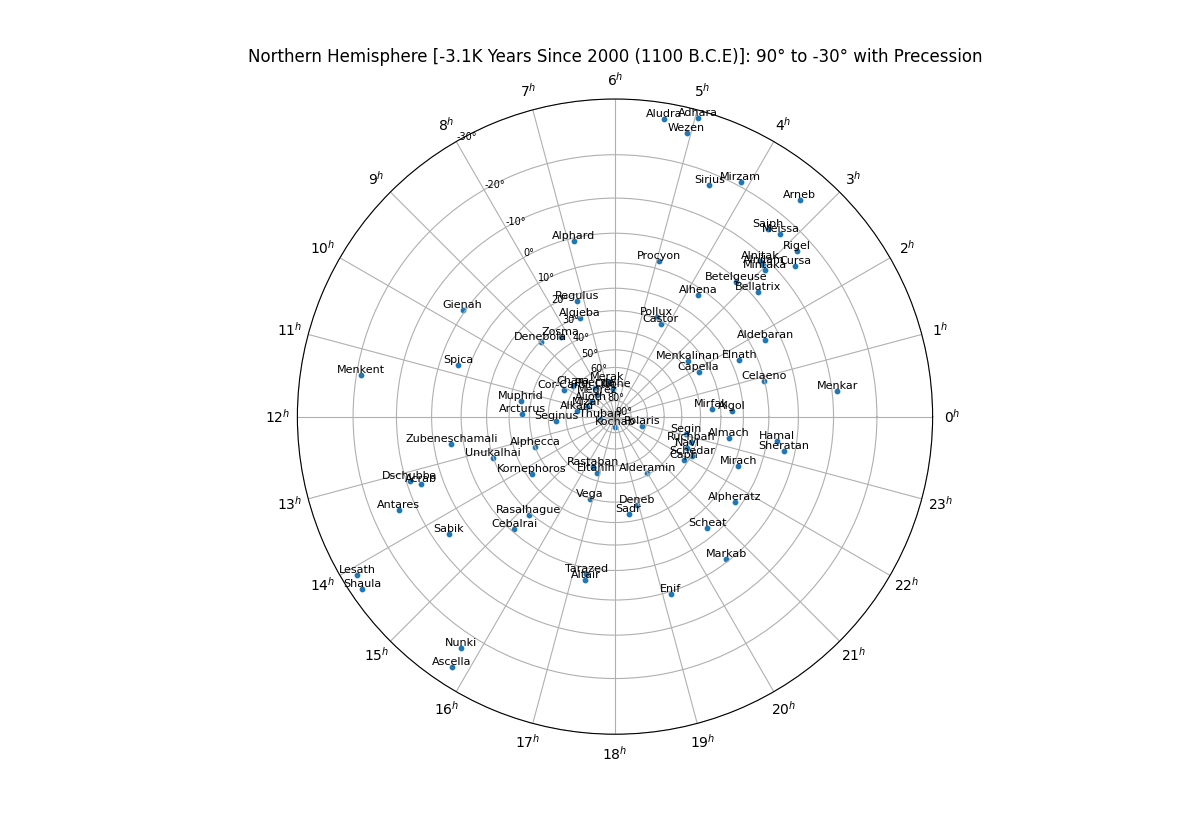 Northern Hemisphere [-3.1K Years Since 2000 (1100 B.C.E)]: 90° to -30° with Precession
6h
7h
5h
8h
4h
9h
3h
10h
2h
11h
1h
12h
0h
13h
23h
14h
22h
15h
21h
16h
20h
17h
19h
18h
-30°
-20°
-10°
0°
10°
20°
30°
40°
50°
60°
80°
90°
Aludra
Adhara
Wezen
Sirius
Mirzam
Arneb
Saiph
Meissa
Rigel
Alnitak
Mintaka
Cursa
Alphard
Procyon
Betelgeuse
Bellatrix
Alhena
Regulus
Gienah
Algieba
Pollux
Castor
Zosma
Denebola
Aldebaran
Menkalinan
Elnath
Capella
Spica
Menkent
Celaeno
Menkar
Merak
Muphrid
Arcturus
Alkaid
Mizar
Alioth
Megrez
Mirfak
Algol
Seginus
Thuban
Kochab
Polaris
Segin
Ruchbah
Navi
Schedar
Caph
Almach
Hamal
Sheratan
Zubeneschamali
Alphecca
Unukalhai
Kornephoros
Rastaban
Eltanin
Alderamin
Mirach
Dschubba
Acrab
Antares
Vega
Deneb
Sadr
Alpheratz
Rasalhague
Cebalrai
Sabik
Scheat
Markab
Lesath
Shaula
Tarazed
Altair
Enif
Nunki
Ascella